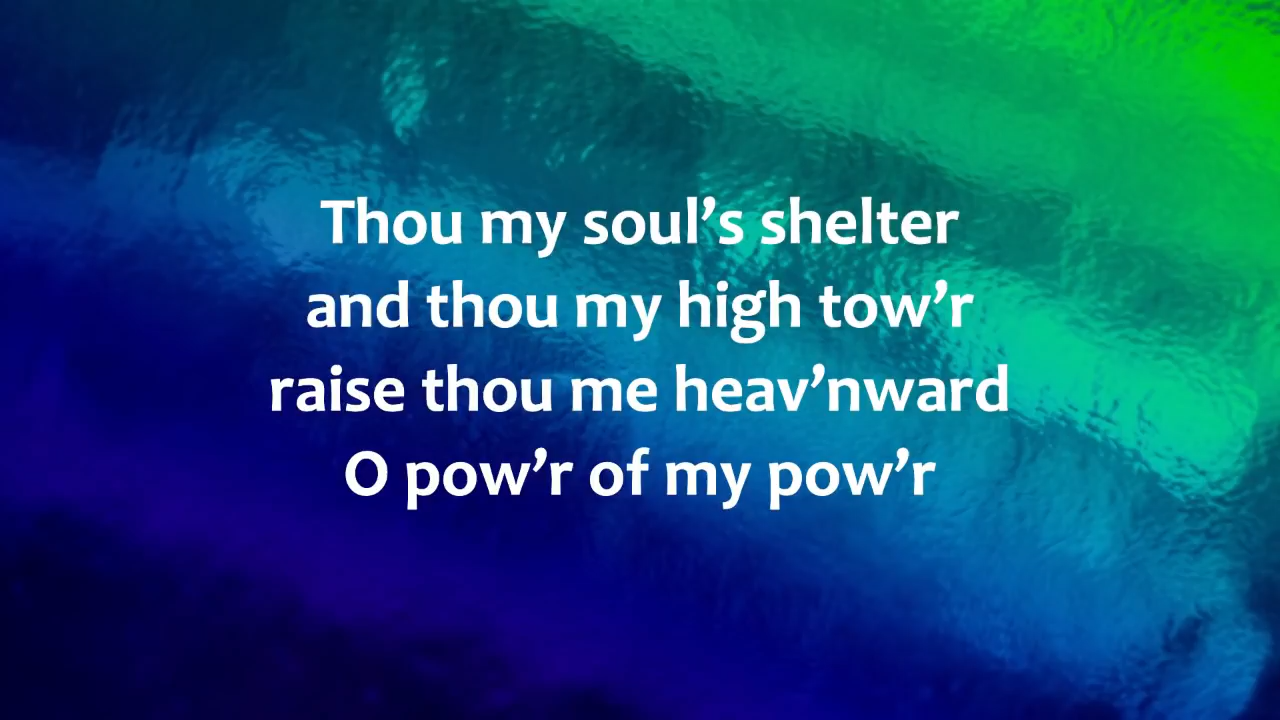 Thou my soul’s shelter
and thou my high tow’r
raise thou me heav’nward
O pow’r of my pow’r